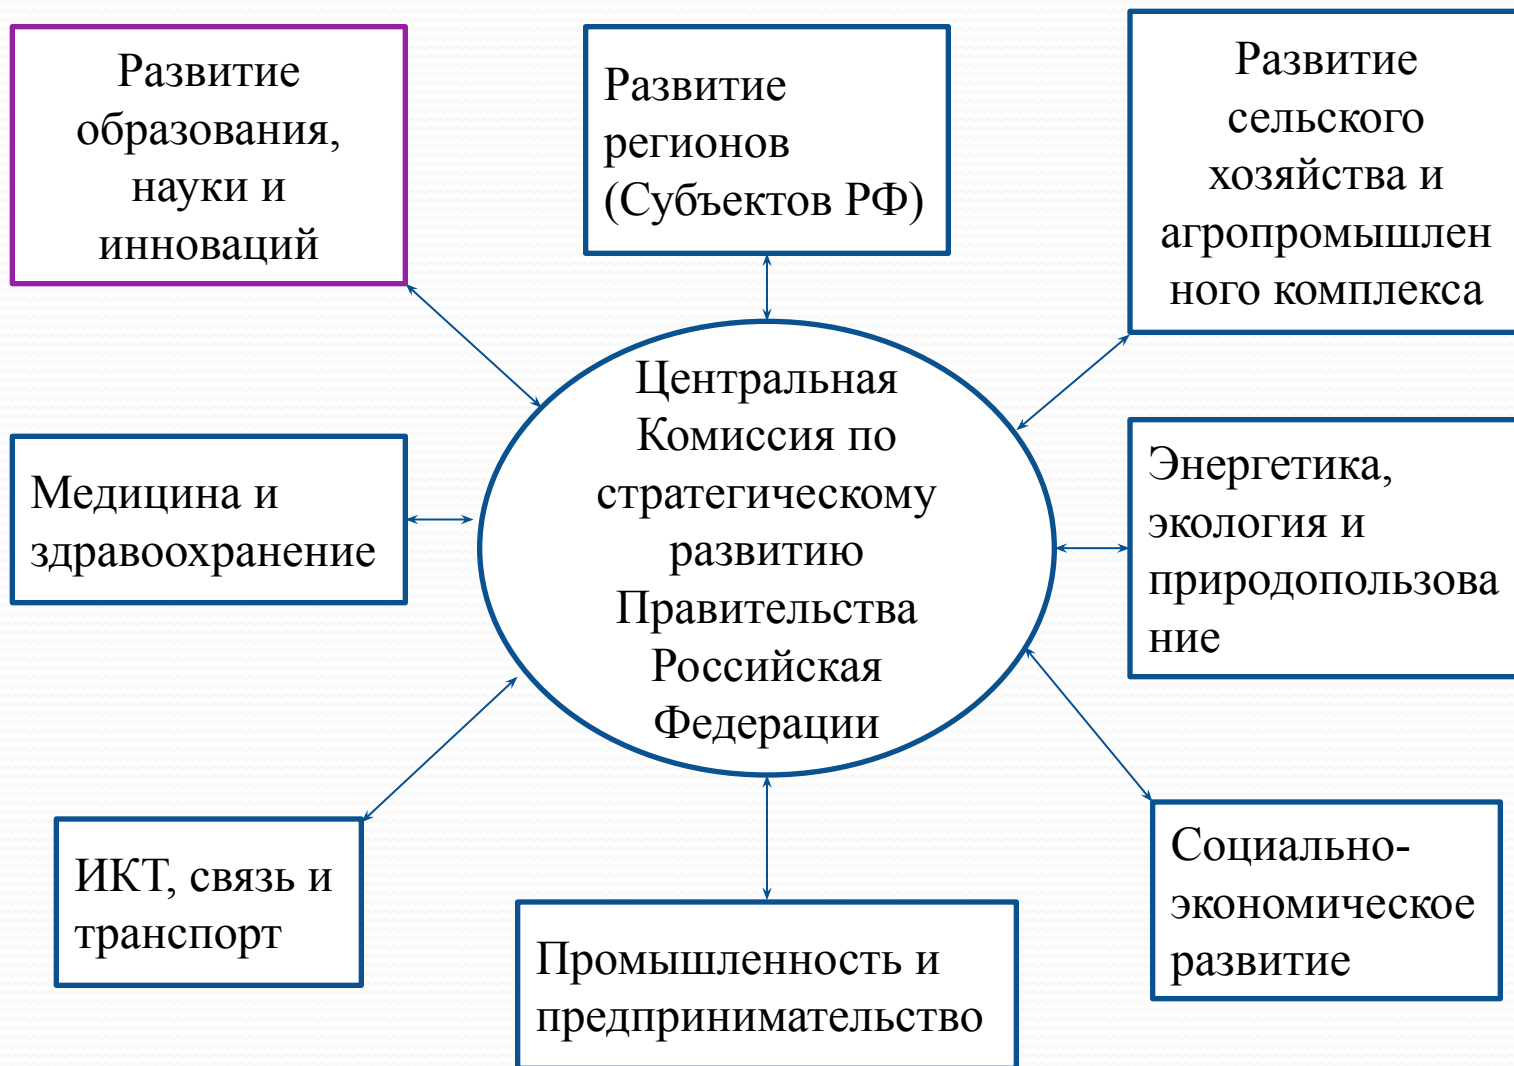 Развитие
образования,
науки и
инноваций
Развитие
регионов
(Субъектов РФ)
Развитие
сельского
хозяйства и
агропромышлен
ного комплекса
Центральная
Комиссия по
стратегическому
развитию
Правительства
Российская
Федерации
Медицина и
здравоохранение
Энергетика,
экология и
природопользова
ние
ИКТ, связь и
транспорт
Промышленность и
предпринимательство
Социально-
экономическое
развитие